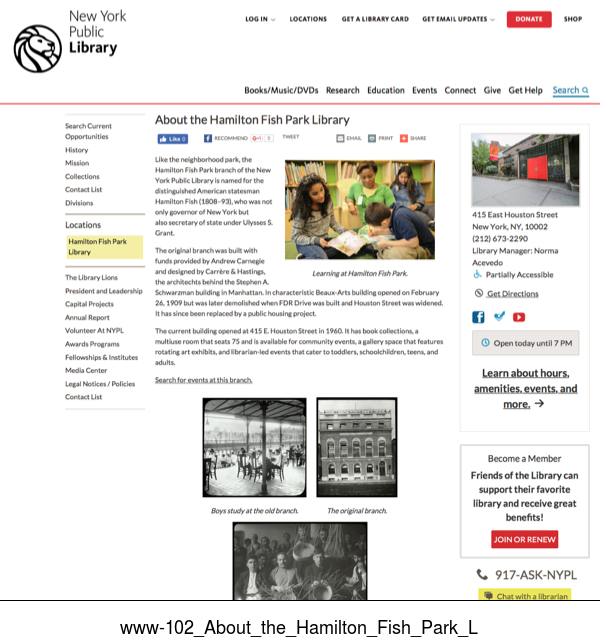 New York
Public
Library
LOG IN
LOCATIONS
GET A LIBRARY CARD
GET EMAIL UPDATES
DONATE
SHOP
Books/Music/DVDs Research Education Events Connect Give Get Help Search
Search Current
Opportunities
History
Mission
Collections
Contact List
Divisions
Locations
Hamilton Fish Park
Library
The Library Lions
President and Leadership
Capital Projects
Annual Report
Volunteer At NYPL
Awards Programs
Fellowships & Institutes
Media Center
Legal Notices / Policies
Contact List
About the Hamilton Fish Park Library
Like 0 RECOMMEND G+1 0 TWEET EMAIL PRINT SHARE
Like the neighborhood park, the
Hamilton Fish Park branch of the New
York Public Library is named for the
distinguished American statesman
Hamilton Fish (1808–93), who was not
only governor of New York but
also secretary of state under Ulysses S.
Grant.
Learning at Hamilton Fish Park.
The original branch was built with
funds provided by Andrew Carnegie
and designed by Carrère & Hastings,
the architechts behind the Stephen A.
Schwarzman building in Manhattan. In characteristic Beaux-Arts building opened on February
26, 1909 but was later demolished when FDR Drive was built and Houston Street was widened.
It has since been replaced by a public housing project.
The current building opened at 415 E. Houston Street in 1960. It has book collections, a
multiuse room that seats 75 and is available for community events, a gallery space that features
rotating art exhibits, and librarian-led events that cater to toddlers, schoolchildren, teens, and
adults.
Search for events at this branch.
Boys study at the old branch.
The original branch.
415 East Houston Street
New York, NY, 10002
(212) 673-2290
Library Manager: Norma
Acevedo
Partially Accessible
Get Directions
Open today until 7 PM
Learn about hours,
amenities, events, and
more. →
Become a Member
Friends of the Library can
support their favorite
library and receive great
benefits!
JOIN OR RENEW
917-ASK-NYPL
Chat with a librarian
www-102_About_the_Hamilton_Fish_Park_L